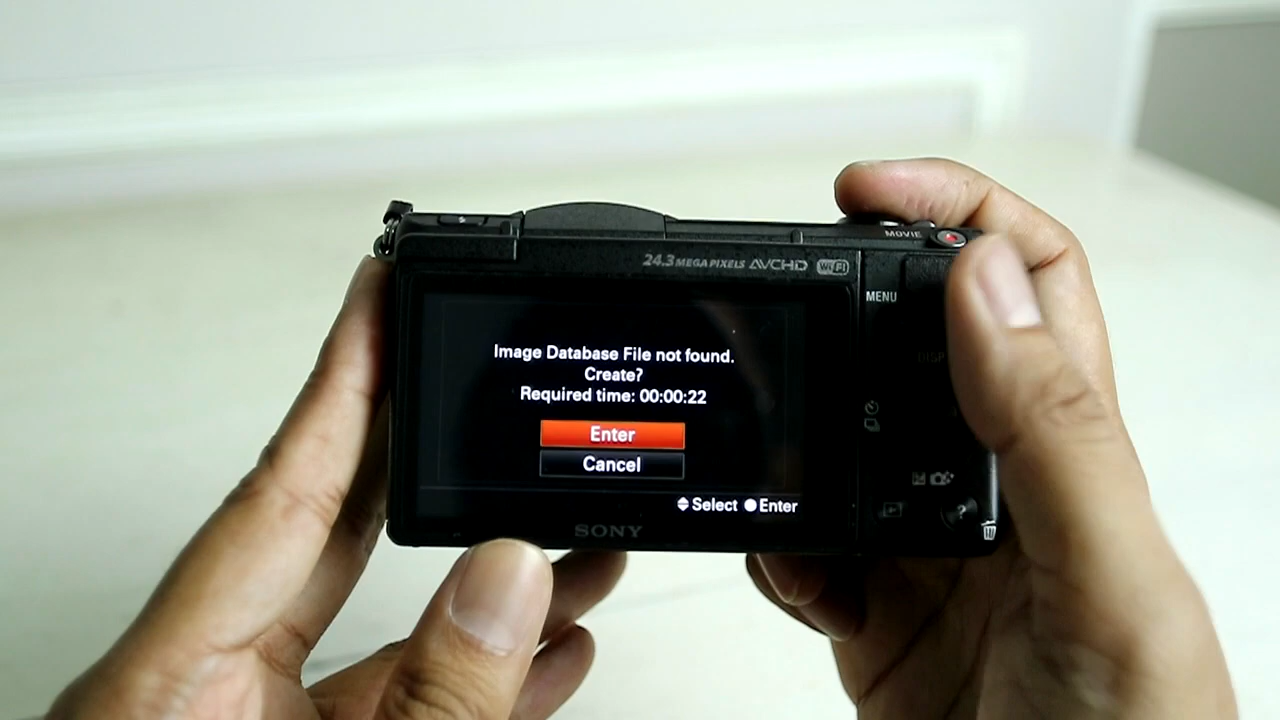 MOVIE
24.3 MEGA PIXELS AVCHD Wi Fi
MENU
Image Database File not found.
Create?
Required time: 00:00:22
DISP
Enter
Cancel
Select Enter
SONY